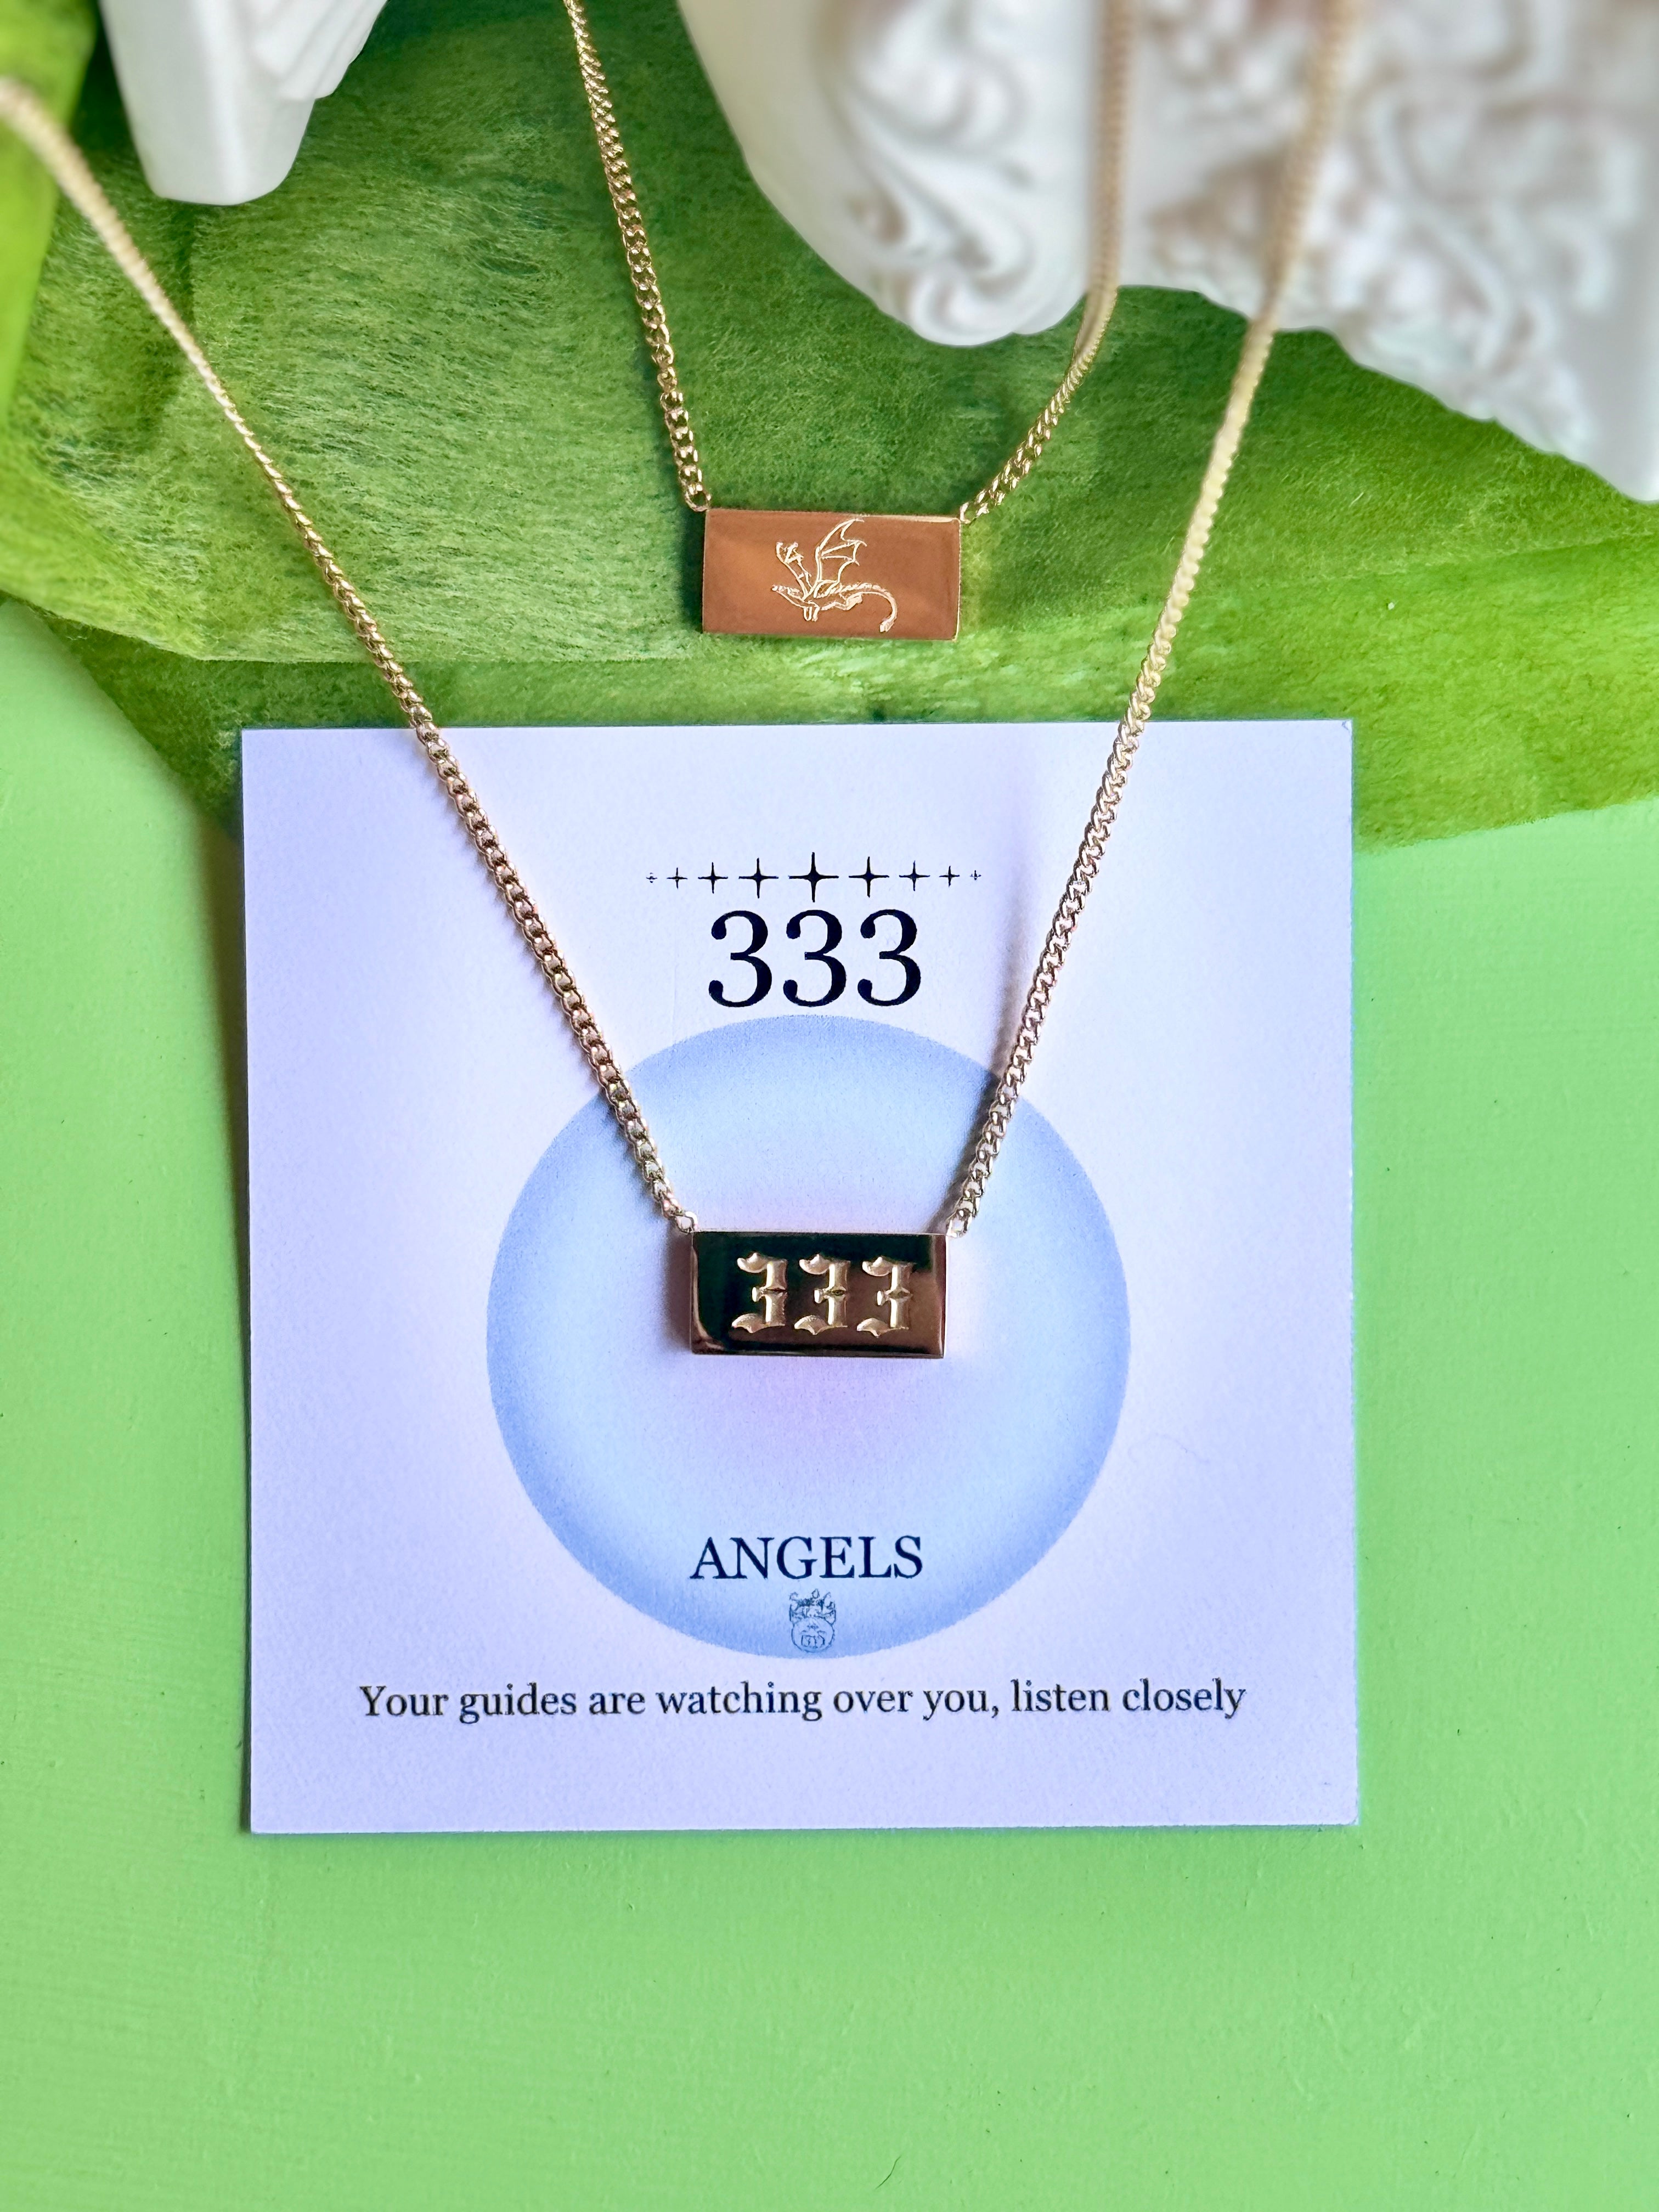 333
333
ANGELS
Your guides are watching over you, listen closely